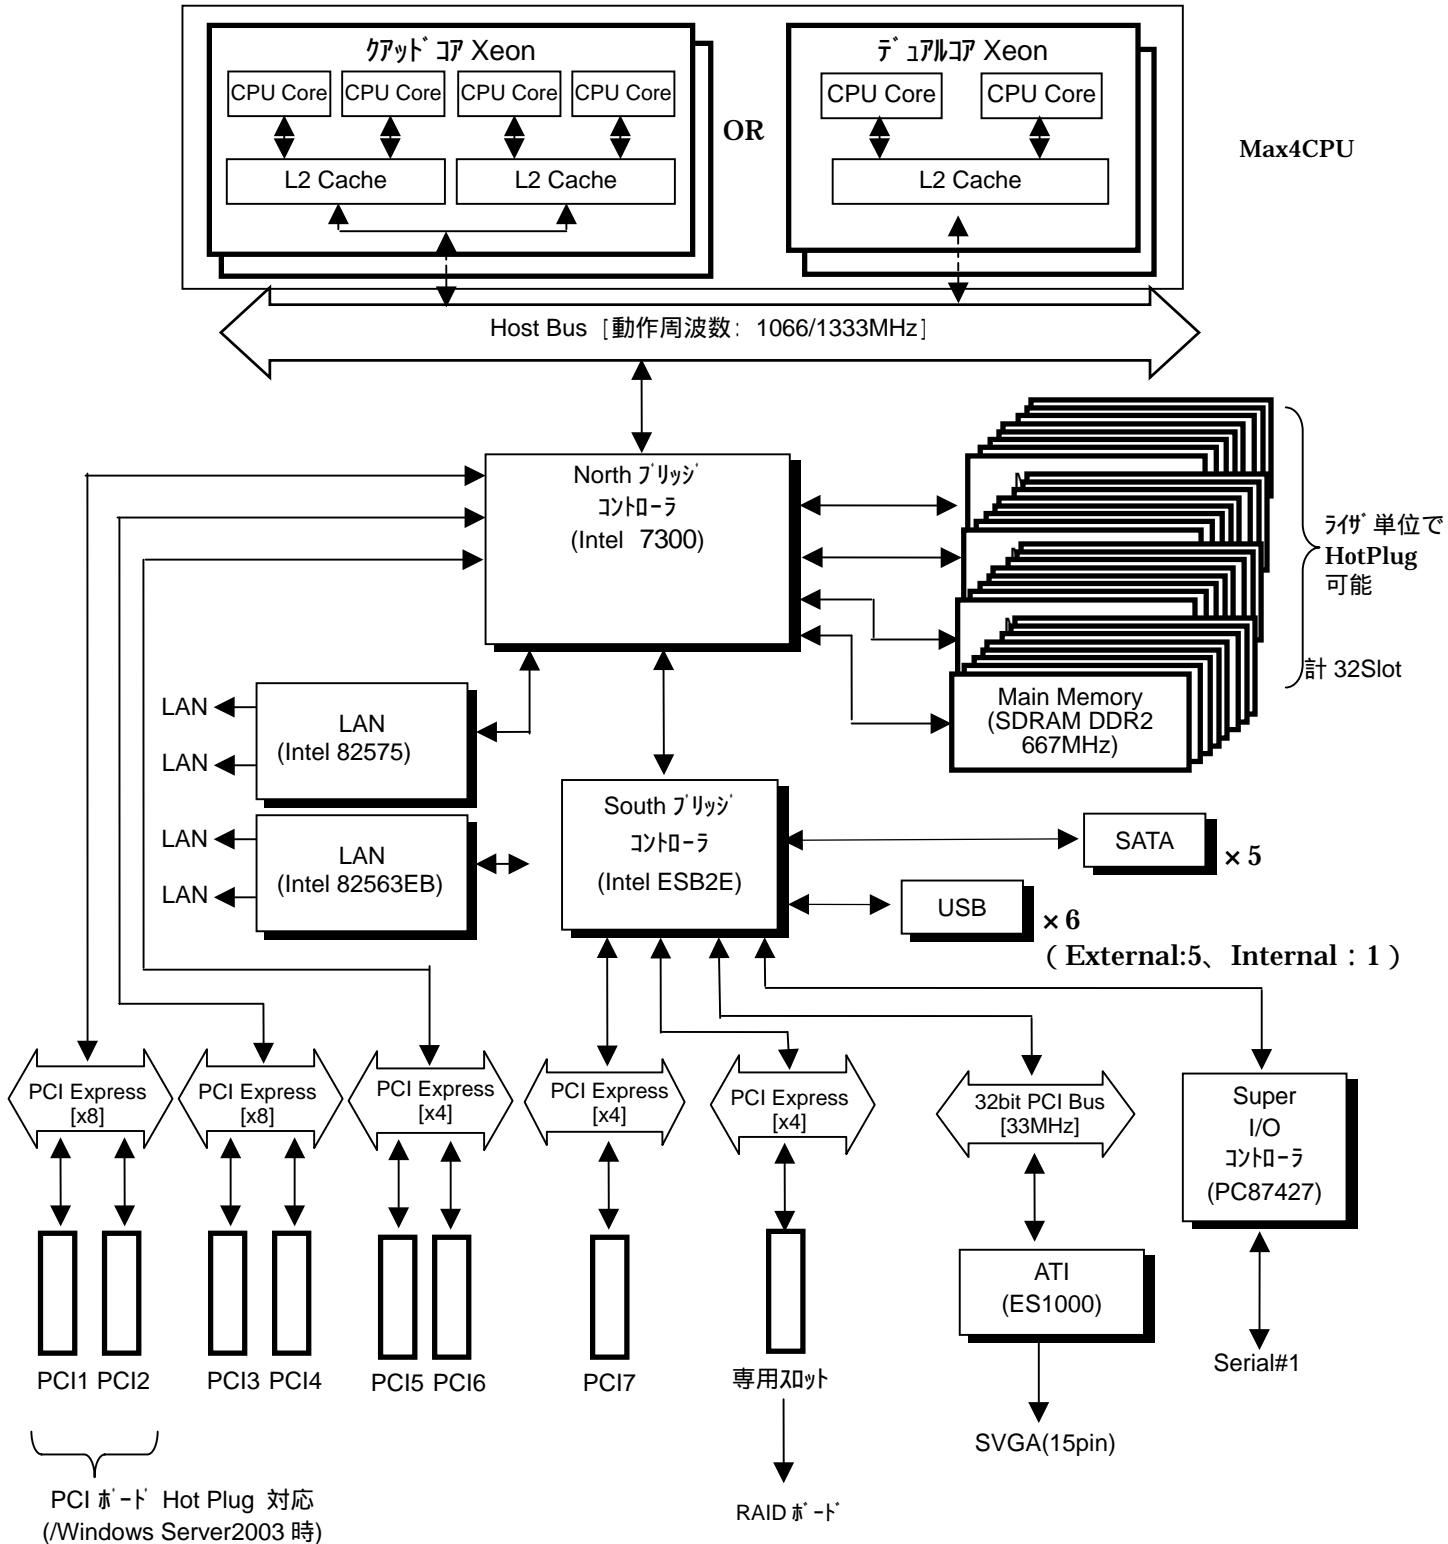 ｸｱｯﾄﾞｺｱ Xeon
ﾃﾞｭｱﾙｺｱ Xeon
CPU Core
CPU Core
CPU Core
CPU Core
CPU Core
CPU Core
OR
Max4CPU
L2 Cache
L2 Cache
L2 Cache
Host Bus [動作周波数: 1066/1333MHz]
North ﾌﾞﾘｯｼﾞ
ｺﾝﾄﾛｰﾗ
(Intel 7300)
ﾗｲｻﾞ単位で
HotPlug
可能
計 32Slot
Main Memory
(SDRAM DDR2
667MHz)
LAN
LAN
LAN
(Intel 82575)
LAN
LAN
LAN
(Intel 82563EB)
South ﾌﾞﾘｯｼﾞ
ｺﾝﾄﾛｰﾗ
(Intel ESB2E)
SATA
×5
USB
×6
（External:5、Internal：1）
PCI Express
[x8]
PCI Express
[x8]
PCI Express
[x4]
PCI Express
[x4]
PCI Express
[x4]
32bit PCI Bus
[33MHz]
Super
I/O
ｺﾝﾄﾛｰﾗ
(PC87427)
ATI
(ES1000)
PCI1 PCI2
PCI3 PCI4
PCI5 PCI6
PCI7
専用ｽﾛｯﾄ
Serial#1
SVGA(15pin)
PCI ﾎﾞｰﾄﾞ Hot Plug 対応
(/Windows Server2003 時)
RAID ﾎﾞｰﾄﾞ